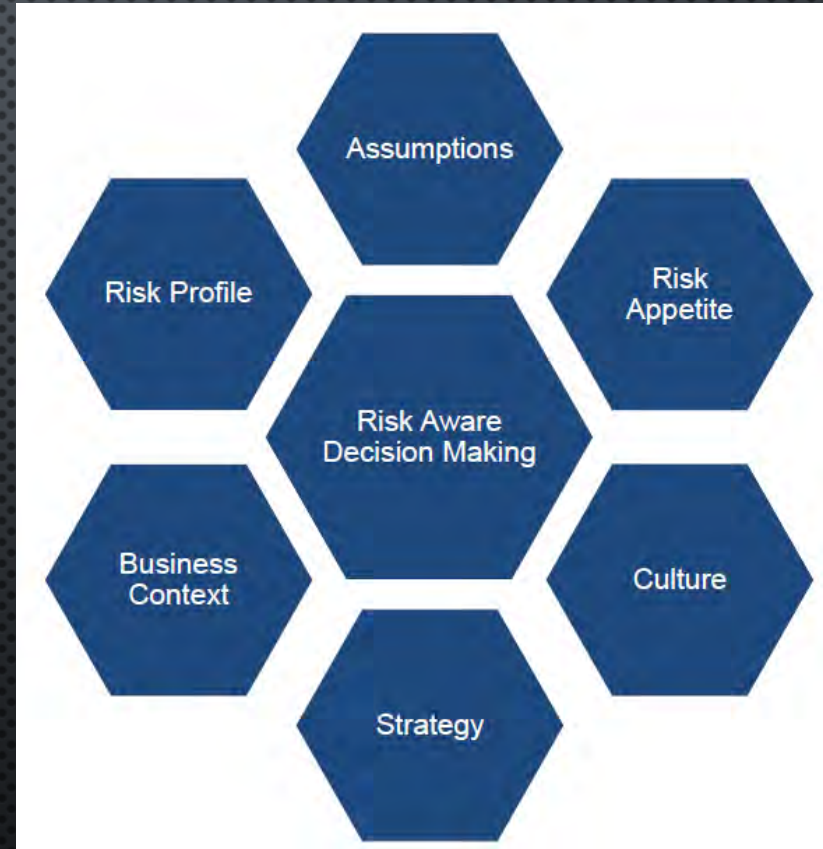 Assumptions
Risk Profile
Risk
Appetite
Risk Aware
Decision Making
Business
Context
Culture
Strategy